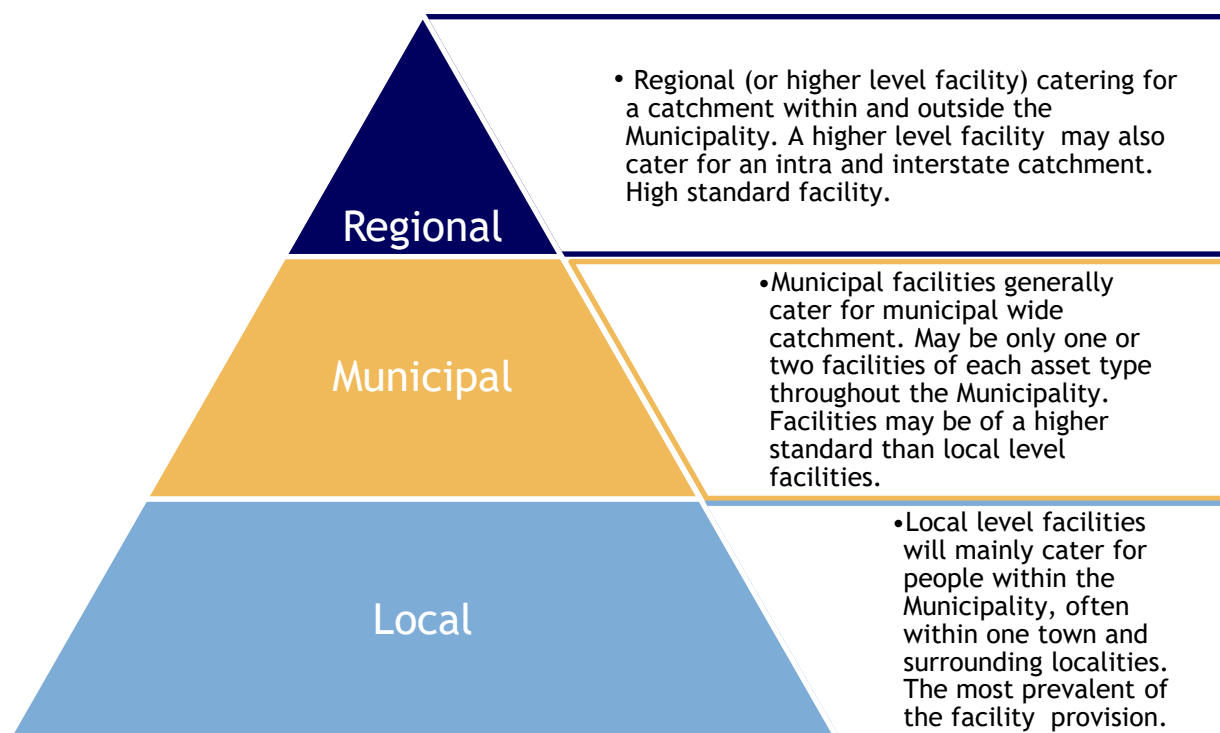 • Regional (or higher level facility) catering for
a catchment within and outside the
Municipality. A higher level facility may also
cater for an intra and interstate catchment.
High standard facility.
Regional
•Municipal facilities generally
cater for municipal wide
catchment. May be only one or
two facilities of each asset type
throughout the Municipality.
Facilities may be of a higher
standard than local level
facilities.
Municipal
•Local level facilities
will mainly cater for
people within the
Municipality, often
within one town and
surrounding localities.
The most prevalent of
the facility provision.
Local